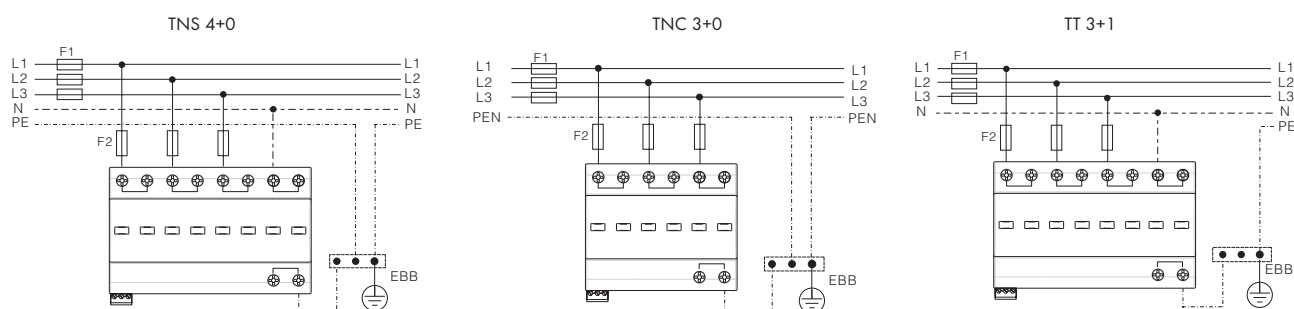 TNS 4+0
F1
L1 L1
L2 L2
L3 L3
N N
PE PE
F2
EBB
TNC 3+0
F1
L1 L1
L2 L2
L3 L3
PEN PEN
F2
EBB
TT 3+1
F1
L1 L1
L2 L2
L3 L3
N N
PE
F2
EBB